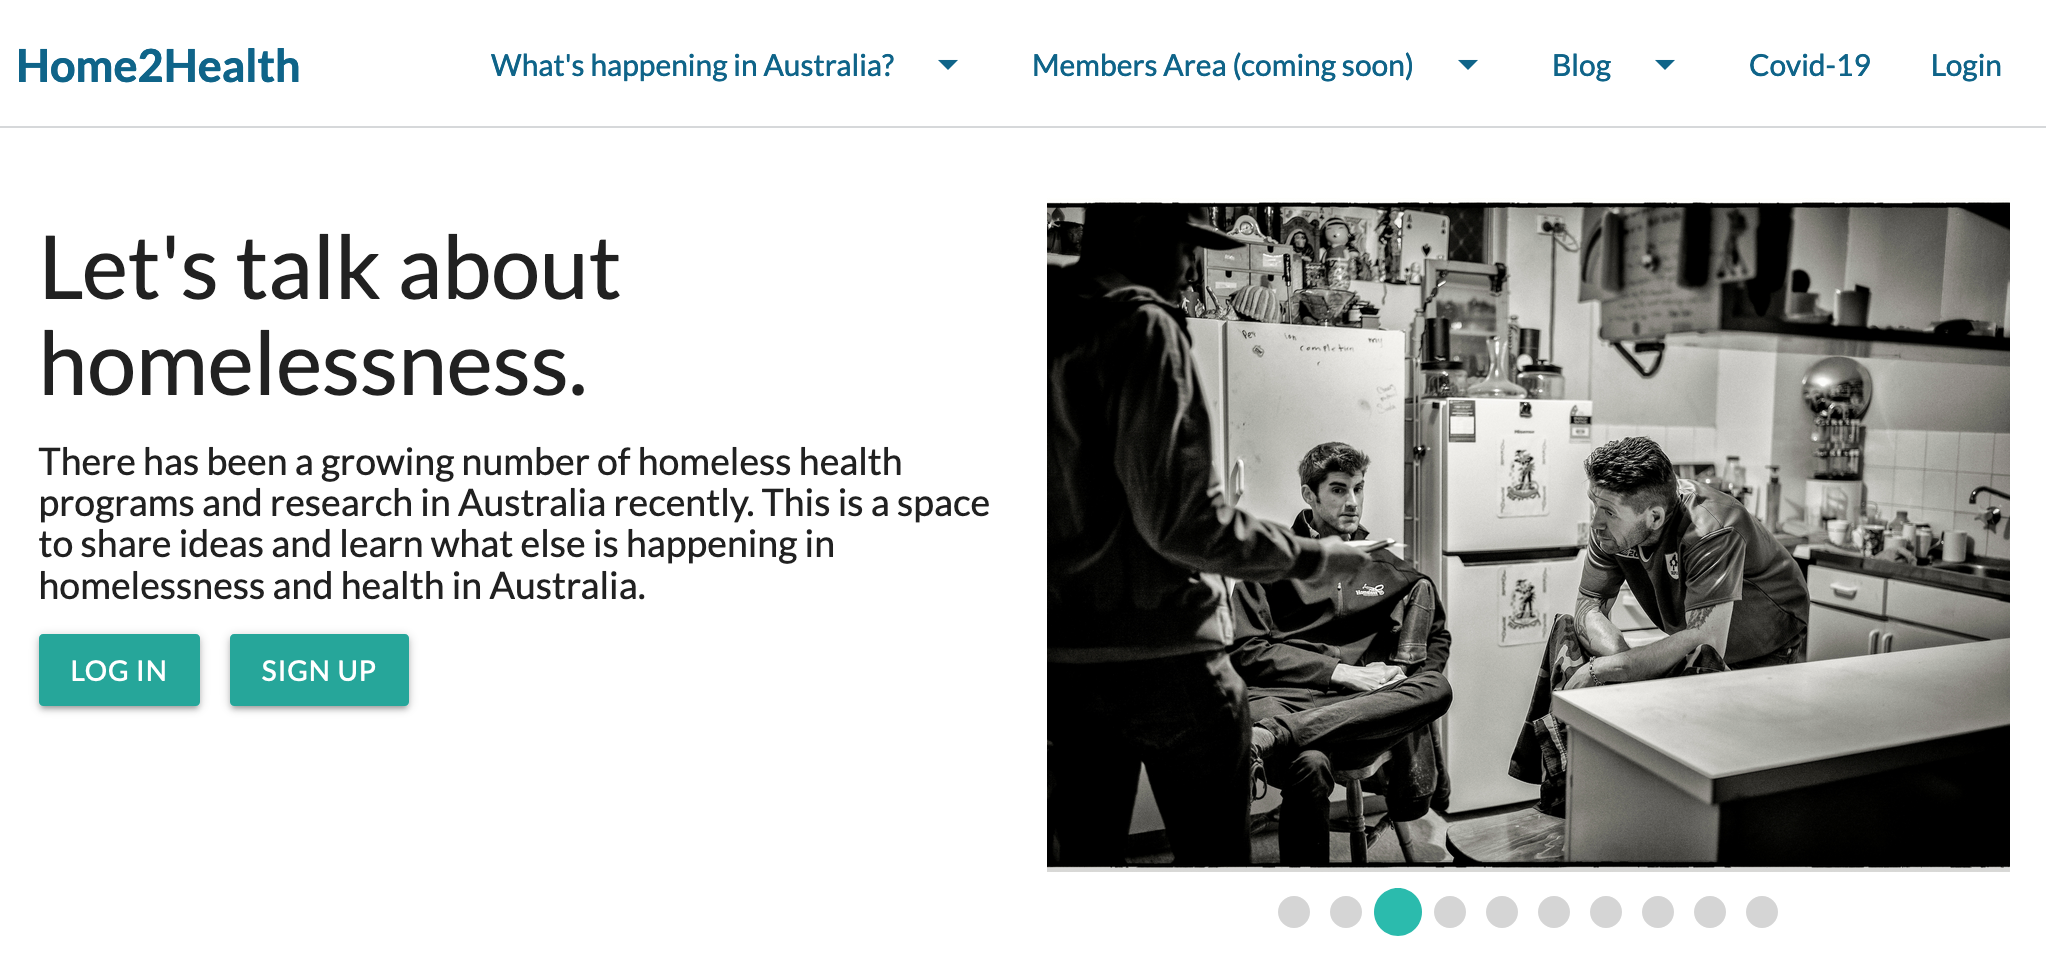 Home2Health
What's happening in Australia?
Members Area (coming soon)
Blog
Covid-19
Login
Let's talk about
homelessness.
There has been a growing number of homeless health
programs and research in Australia recently. This is a space
to share ideas and learn what else is happening in
homelessness and health in Australia.
LOG IN
SIGN UP
completion
Hisense